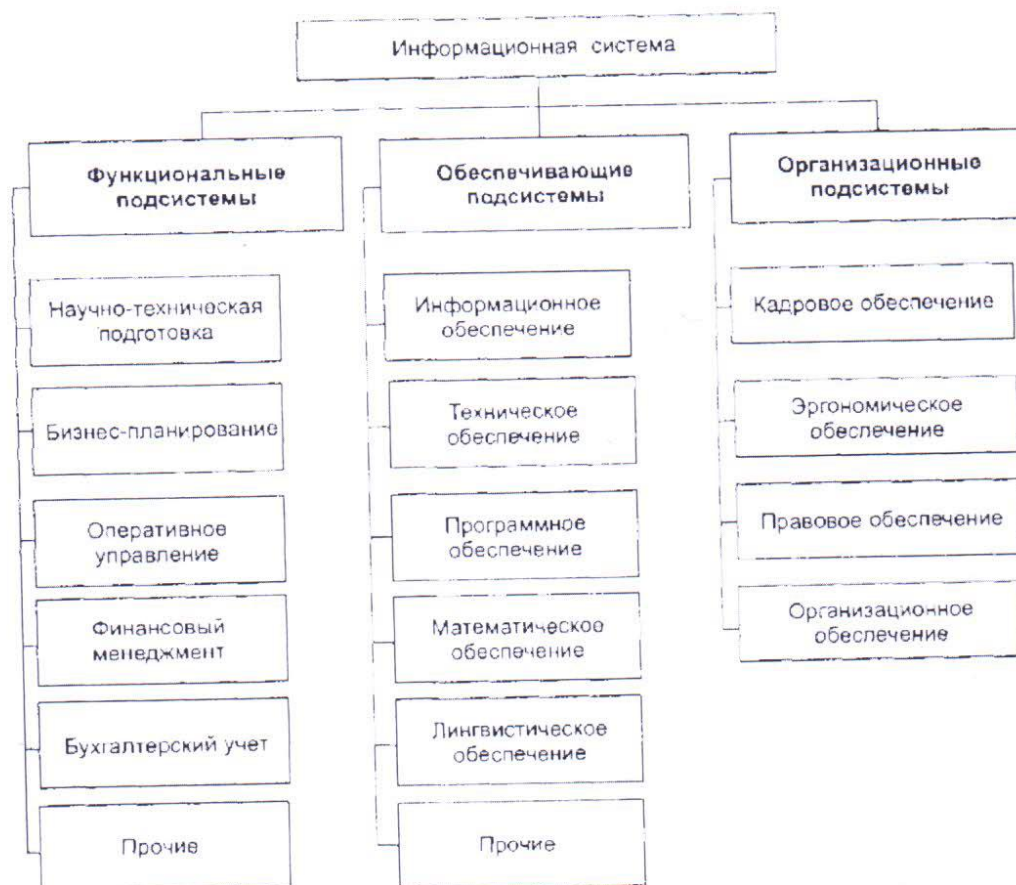 Информационная система
Функциональные
подсистемы
Научно-техническая
подготовка
Бизнес-планирование
Оперативное
управление
Финансовый
менеджмент
Бухгалтерский учет
Прочие
Обеспечивающие
подсистемы
Информационное
обеспечение
Техническое
обеспечение
Программное
обеспечение
Математическое
обеспечение
Лингвистическое
обеспечение
Прочие
Организационные
подсистемы
Кадровое обеспечение
Эргономическое
обеспечение
Правовое обеспечение
Организационное
обеспечение